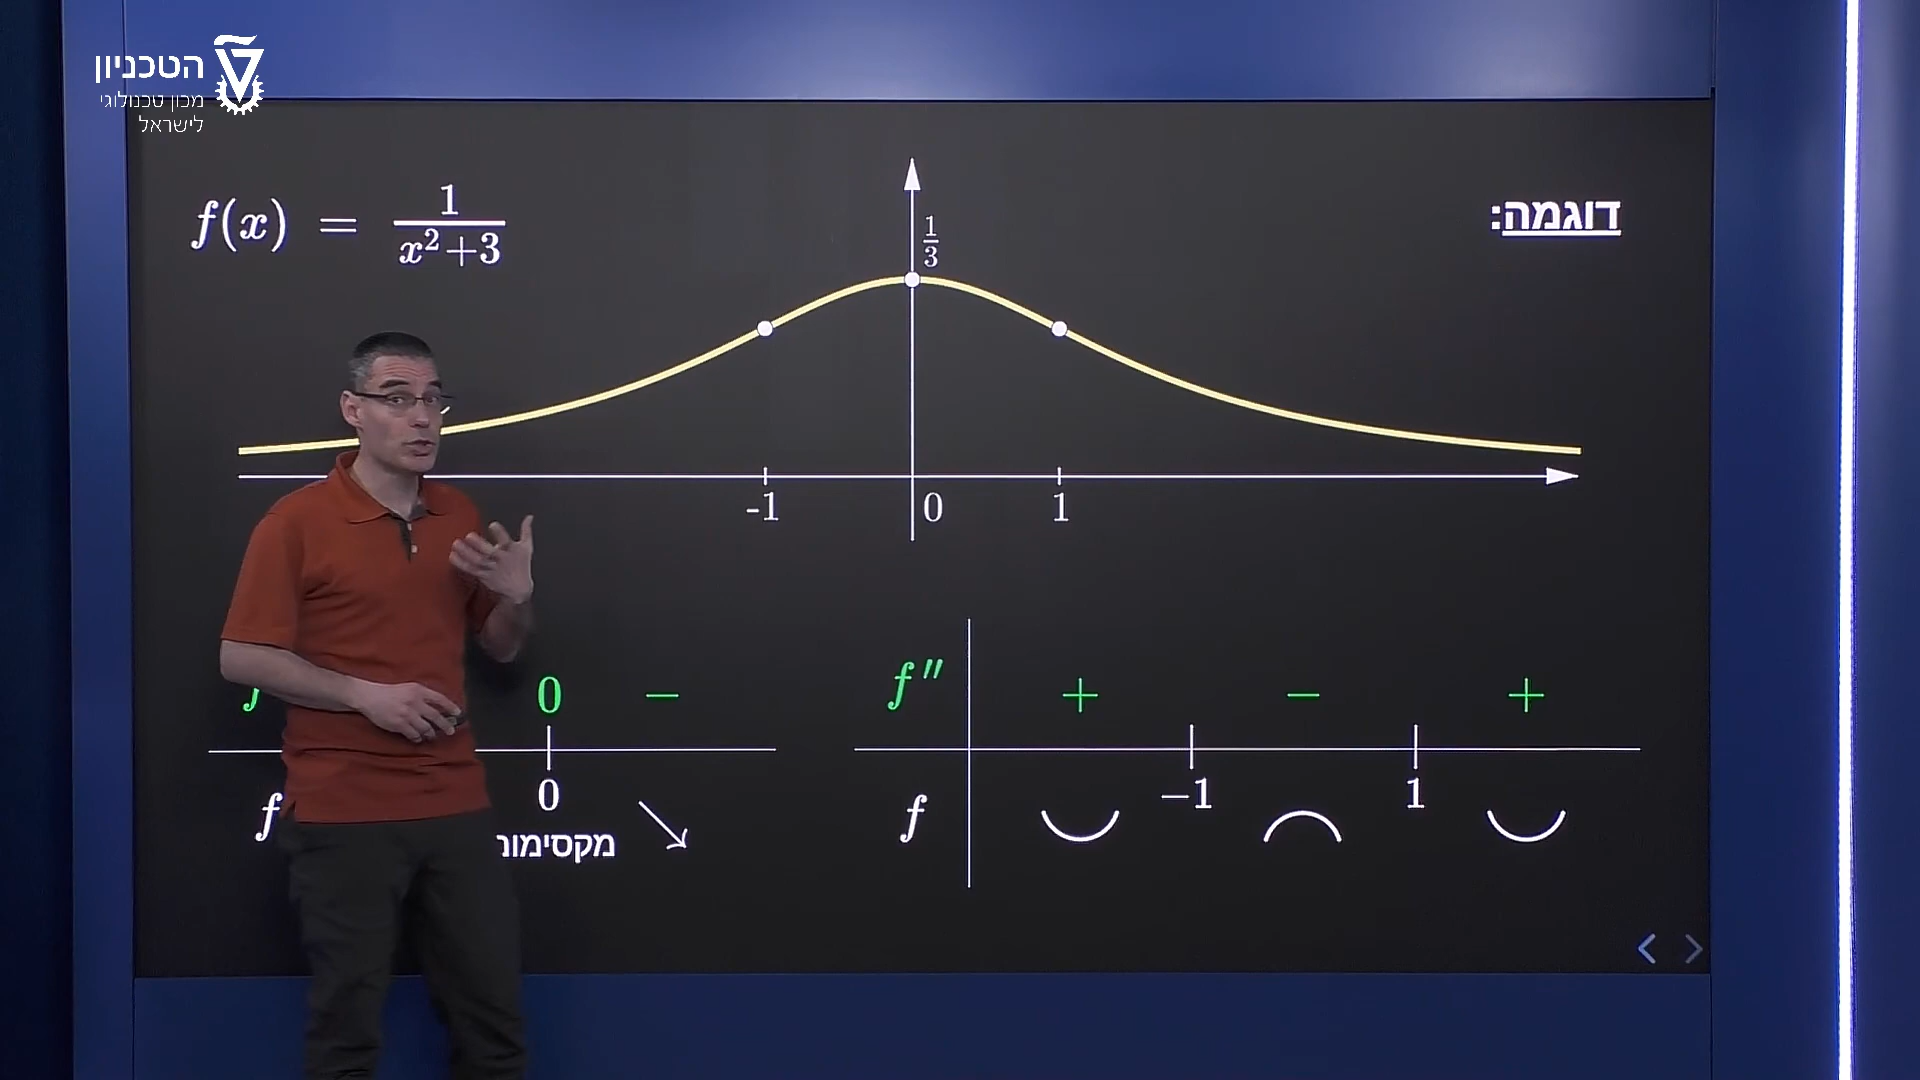 הטכניון
מכון טכנולוגי
לישראל
דוגמה:
f(x) = 1/(x²+3)
1/3
-1 0 1
0 −
f
0
מקסימום
f″ + − +
f −1 1